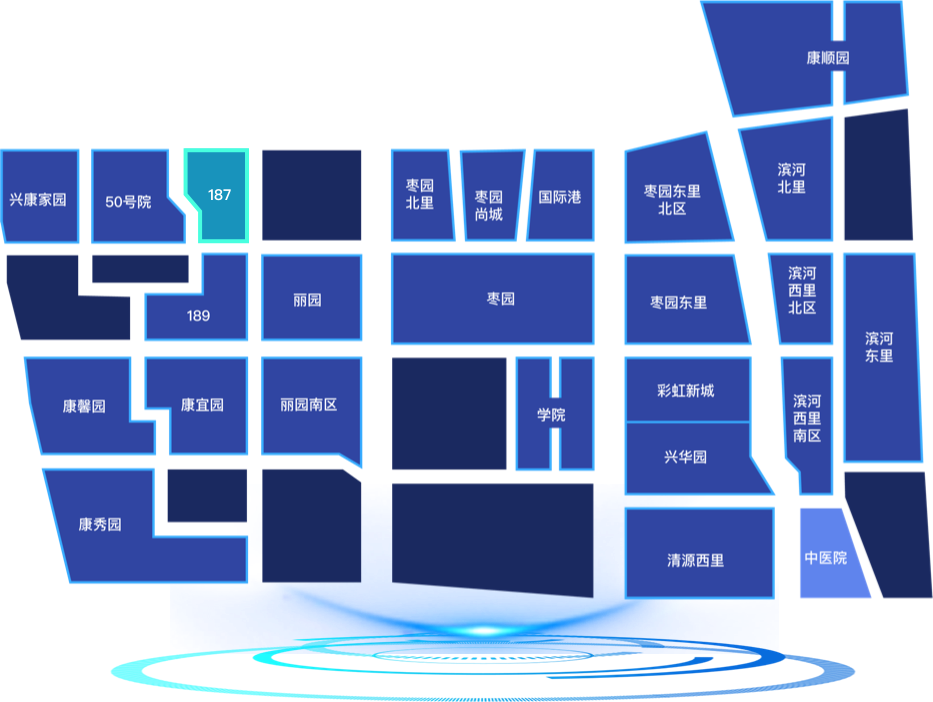 康顺园
兴康家园
50号院
187
枣园
北里
枣园
尚城
国际港
枣园东里
北区
滨河
北里
189
丽园
枣园
枣园东里
滨河
西里
北区
滨河
东里
康馨园
康宜园
丽园南区
学院
彩虹新城
兴华园
滨河
西里
南区
康秀园
清源西里
中医院